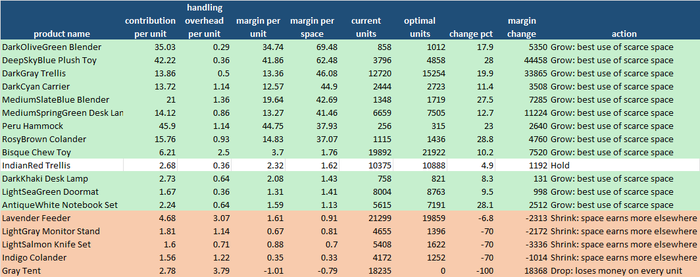 product name contribution per unit handling overhead per unit margin per unit margin per space current units optimal units change pct margin change action
DarkOliveGreen Blender 35.03 0.29 34.74 69.48 858 1012 17.9 5350 Grow: best use of scarce space
DeepSkyBlue Plush Toy 42.22 0.36 41.86 62.48 3796 4858 28 44458 Grow: best use of scarce space
DarkGray Trellis 13.86 0.5 13.36 46.08 12720 15254 19.9 33865 Grow: best use of scarce space
DarkCyan Carrier 13.72 1.14 12.57 44.9 2444 2723 11.4 3508 Grow: best use of scarce space
MediumSlateBlue Blender 21 1.36 19.64 42.69 1348 1719 27.5 7285 Grow: best use of scarce space
MediumSpringGreen Desk Lan 14.12 0.86 13.27 41.46 6659 7505 12.7 11224 Grow: best use of scarce space
Peru Hammock 45.9 1.14 44.75 37.93 256 315 23 2640 Grow: best use of scarce space
RosyBrown Colander 15.76 0.93 14.83 37.07 1115 1436 28.8 4760 Grow: best use of scarce space
Bisque Chew Toy 6.21 2.5 3.7 1.76 19892 21922 10.2 7520 Grow: best use of scarce space
IndianRed Trellis 2.68 0.36 2.32 1.62 10375 10888 4.9 1192 Hold
DarkKhaki Desk Lamp 2.73 0.64 2.08 1.43 758 821 8.3 131 Grow: best use of scarce space
LightSeaGreen Doormat 1.67 0.36 1.31 1.41 8004 8763 9.5 998 Grow: best use of scarce space
AntiqueWhite Notebook Set 2.24 0.64 1.59 1.13 5615 7191 28.1 2512 Grow: best use of scarce space
Lavender Feeder 4.68 3.07 1.61 0.91 21299 19859 -6.8 -2313 Shrink: space earns more elsewhere
LightGray Monitor Stand 1.81 1.14 0.67 0.81 4655 1396 -70 -2172 Shrink: space earns more elsewhere
LightSalmon Knife Set 1.6 0.71 0.88 0.7 5408 1622 -70 -3336 Shrink: space earns more elsewhere
Indigo Colander 1.56 1.22 0.35 0.33 4172 1252 -70 -1014 Shrink: space earns more elsewhere
Gray Tent 2.78 3.79 -1.01 -0.79 18235 0 -100 18368 Drop: loses money on every unit